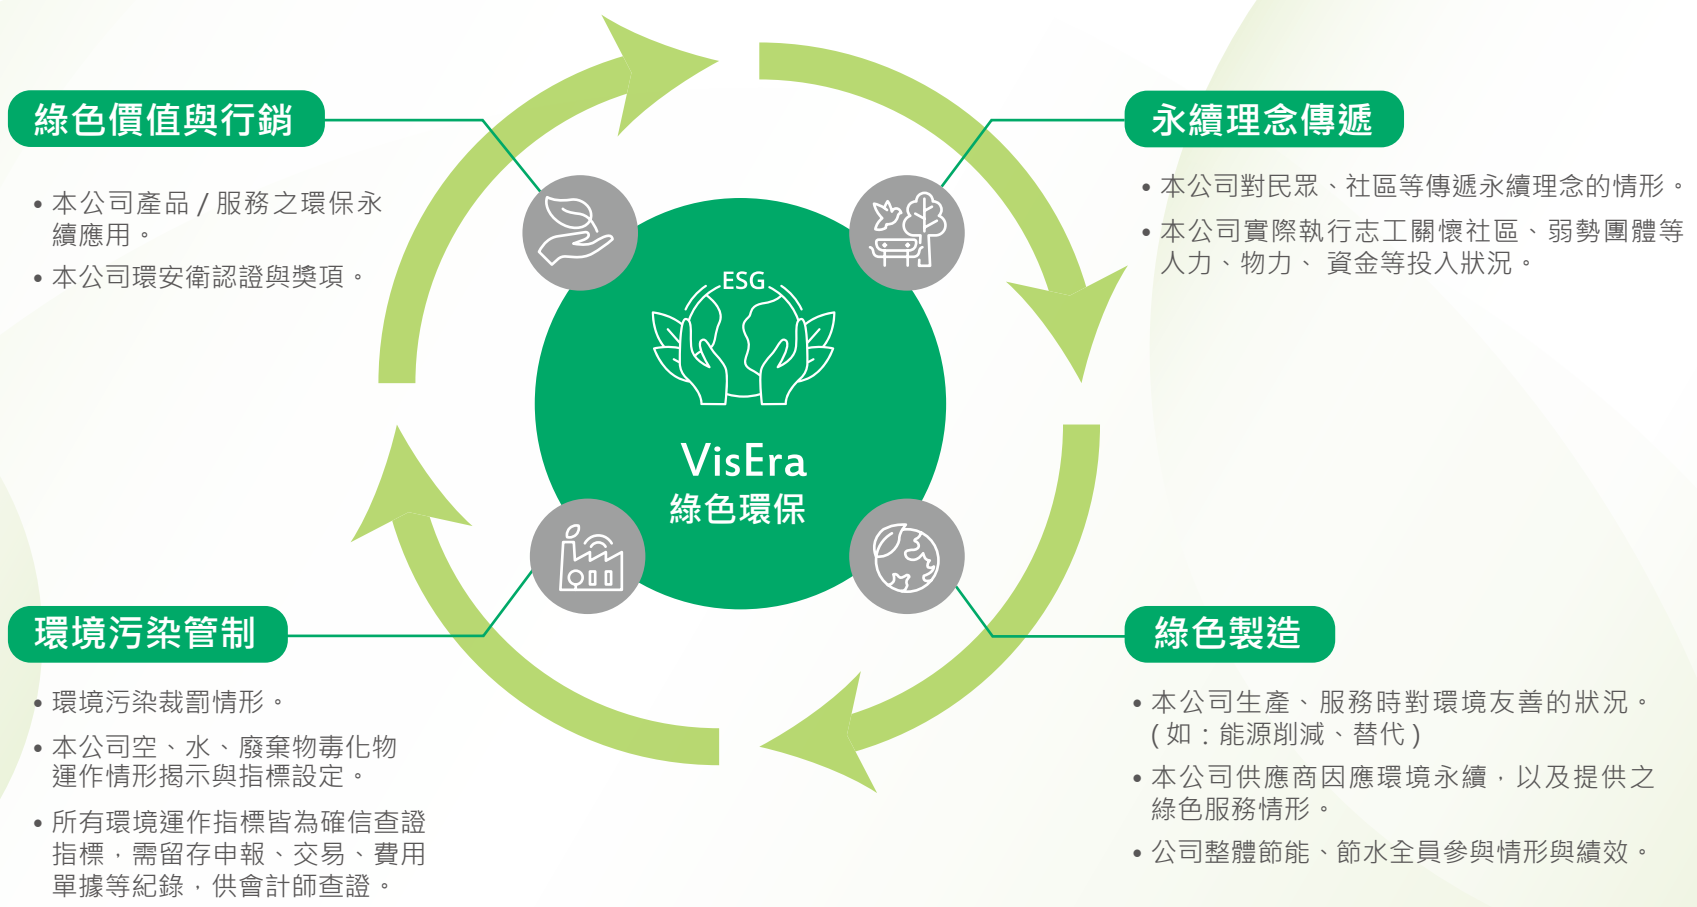 綠色價值與行銷
• 本公司產品 / 服務之環保永
續應用。
• 本公司環安衛認證與獎項。
永續理念傳遞
• 本公司對民眾、社區等傳遞永續理念的情形。
• 本公司實際執行志工關懷社區、弱勢團體等
人力、物力、 資金等投入狀況。
ESG
VisEra
綠色環保
環境污染管制
• 環境污染裁罰情形。
• 本公司空、水、廢棄物毒化物
運作情形揭示與指標設定。
• 所有環境運作指標皆為確信查證
指標，需留存申報、交易、費用
單據等紀錄，供會計師查證。
綠色製造
• 本公司生產、服務時對環境友善的狀況。
( 如：能源削減、替代 )
• 本公司供應商因應環境永續，以及提供之
綠色服務情形。
• 公司整體節能、節水全員參與情形與績效。